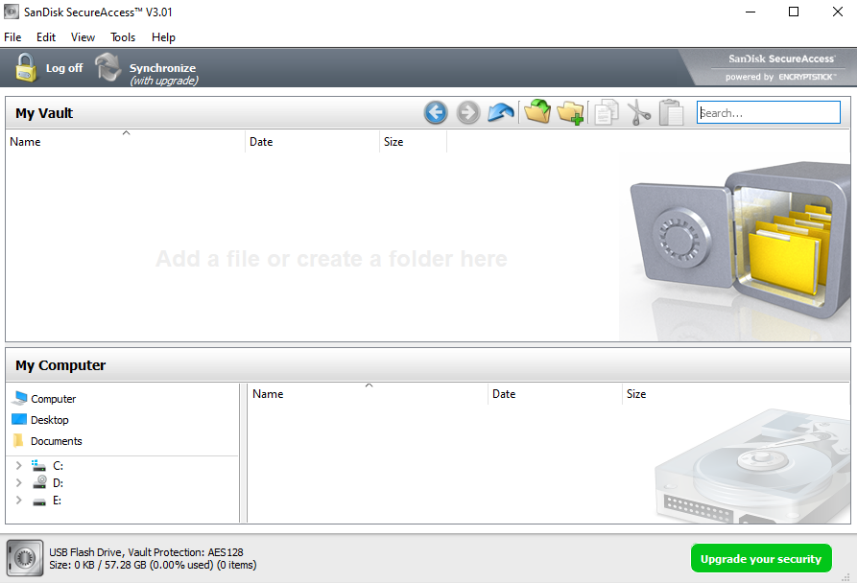 SanDisk SecureAccess™ V3.01
File Edit View Tools Help
Log off
Synchronize
(with upgrade)
SanDisk SecureAccess™
powered by ENCRYPTSTICK™
My Vault
Search...
Name Date Size
Add a file or create a folder here
My Computer
Computer
Desktop
Documents
C:
D:
E:
Name Date Size
USB Flash Drive, Vault Protection: AES128
Size: 0 KB / 57.28 GB (0.00% used) (0 items)
Upgrade your security